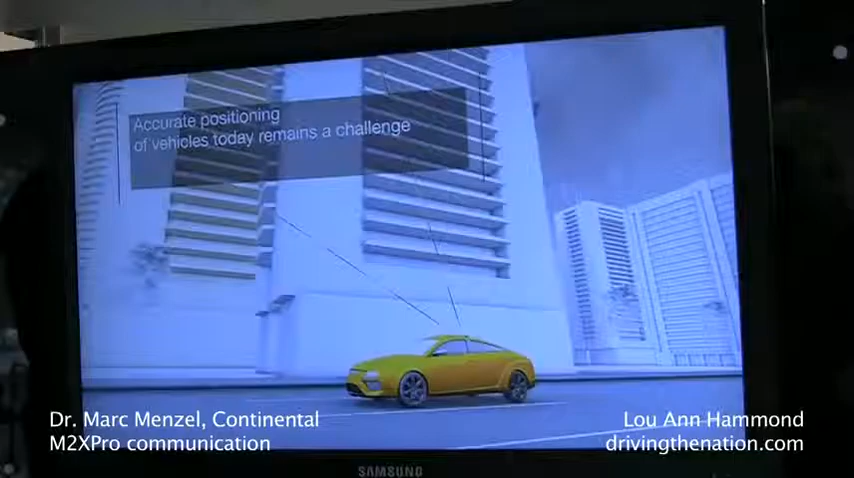 Accurate positioning
of vehicles today remains a challenge
Dr. Marc Menzel, Continental
M2XPro communication
Lou Ann Hammond
drivingthenation.com
SAMSUNG